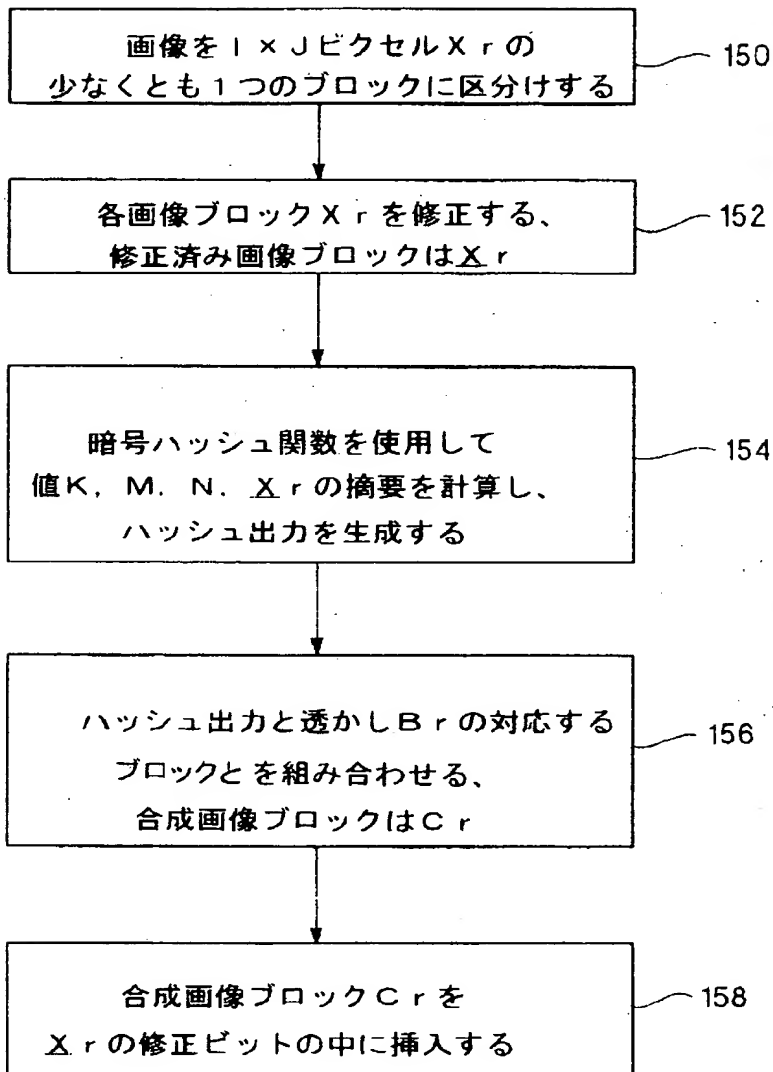 画像をI×JピクセルXrの
少なくとも1つのブロックに区分けする
150
各画像ブロックXrを修正する、
修正済み画像ブロックはX̲r
152
暗号ハッシュ関数を使用して
値K, M. N. X̲rの摘要を計算し、
ハッシュ出力を生成する
154
ハッシュ出力と透かしBrの対応する
ブロックとを組み合わせる、
合成画像ブロックはCr
156
合成画像ブロックCrを
X̲rの修正ビットの中に挿入する
158